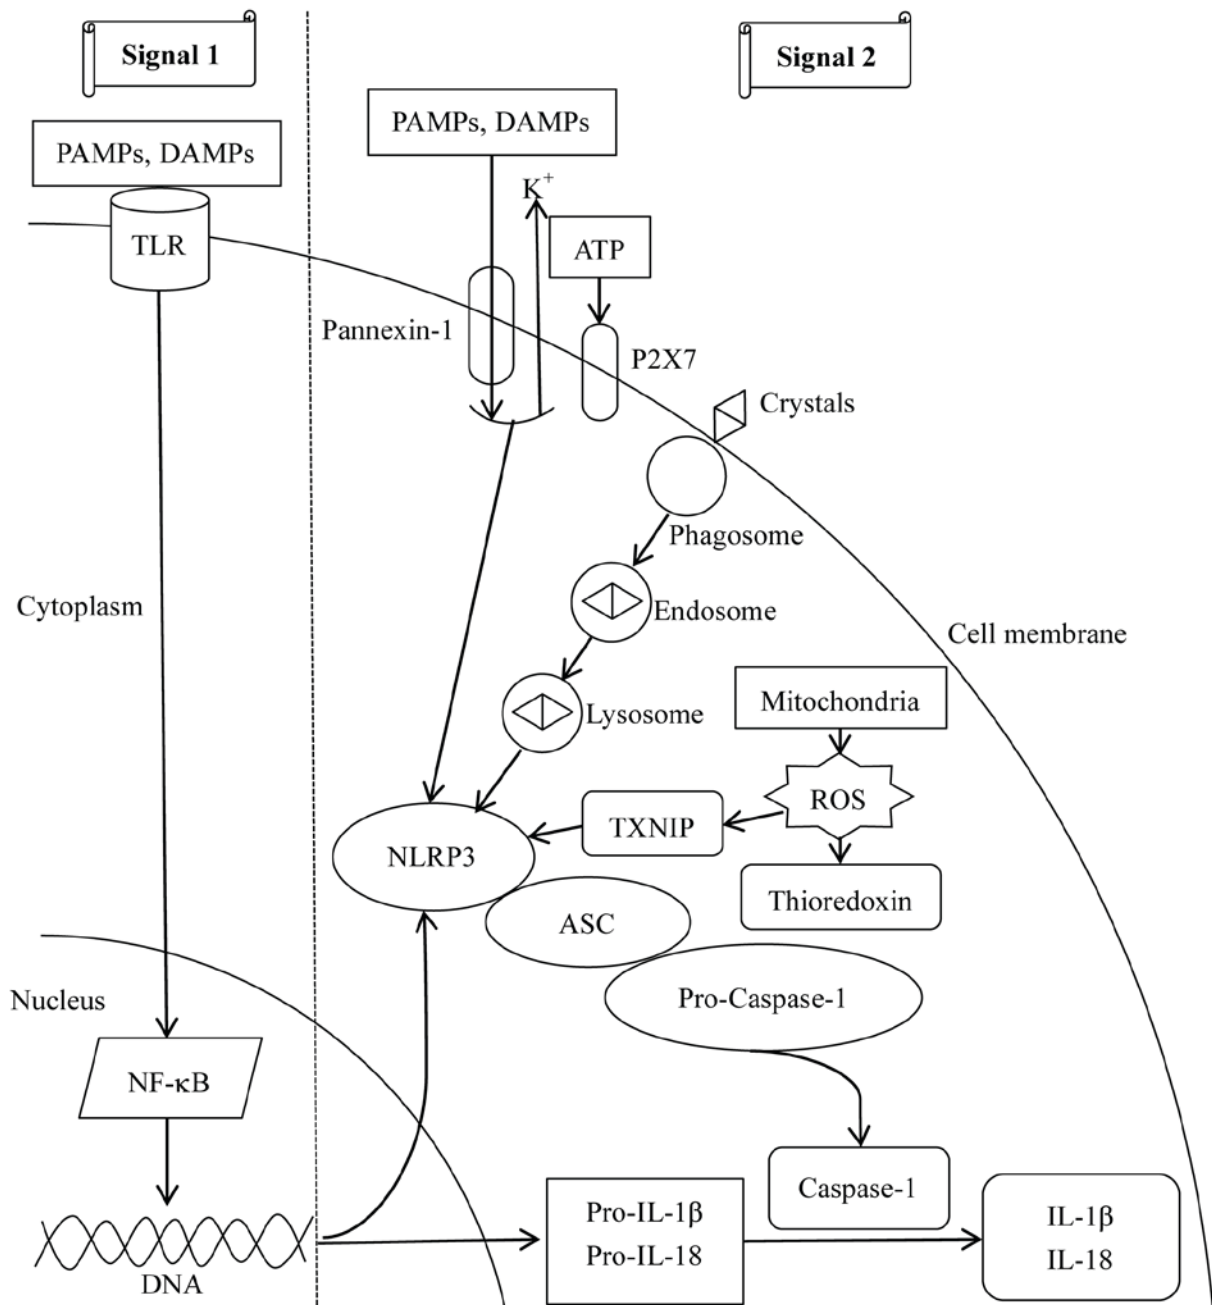 Signal 1
Signal 2
PAMPs, DAMPs
PAMPs, DAMPs
K+
TLR
ATP
Pannexin-1
P2X7
Crystals
Phagosome
Cytoplasm
Endosome
Cell membrane
Mitochondria
Lysosome
ROS
TXNIP
NLRP3
Thioredoxin
ASC
Pro-Caspase-1
Nucleus
NF-κB
Caspase-1
Pro-IL-1β
Pro-IL-18
IL-1β
IL-18
DNA